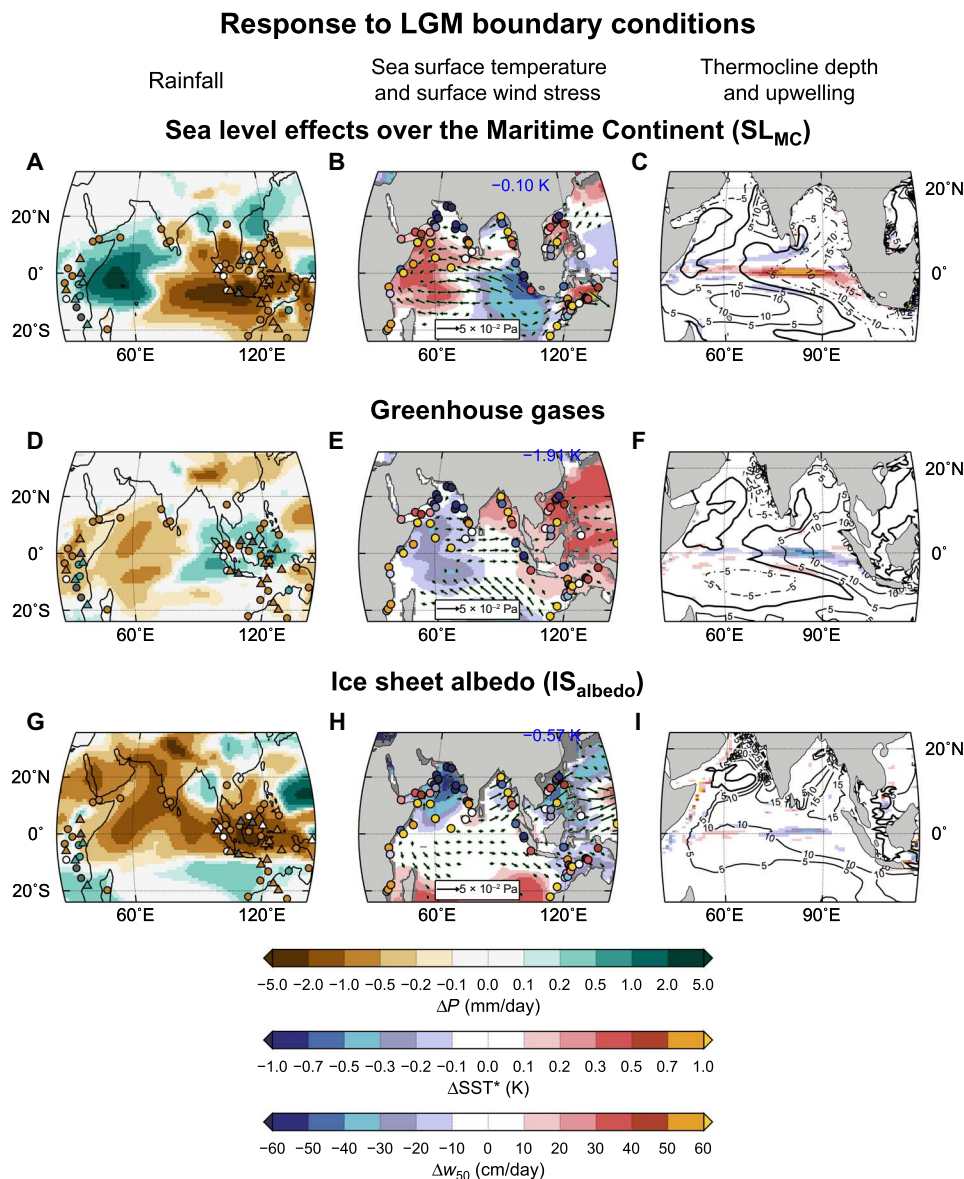 Response to LGM boundary conditions
Rainfall
Sea surface temperature
and surface wind stress
Thermocline depth
and upwelling
Sea level effects over the Maritime Continent (SL_MC)
A
B
C
−0.10 K
20°N
0°
20°S
20°N
0°
5 × 10⁻² Pa
60°E
120°E
60°E
120°E
60°E
90°E
Greenhouse gases
D
E
F
−1.91 K
20°N
0°
20°S
20°N
0°
5 × 10⁻² Pa
60°E
120°E
60°E
120°E
60°E
90°E
Ice sheet albedo (IS_albedo)
G
H
I
−0.57 K
20°N
0°
20°S
20°N
0°
5 × 10⁻² Pa
60°E
120°E
60°E
120°E
60°E
90°E
−5.0 −2.0 −1.0 −0.5 −0.2 −0.1 0.0 0.1 0.2 0.5 1.0 2.0 5.0
ΔP (mm/day)
−1.0 −0.7 −0.5 −0.3 −0.2 −0.1 0.0 0.1 0.2 0.3 0.5 0.7 1.0
ΔSST* (K)
−60 −50 −40 −30 −20 −10 0 10 20 30 40 50 60
Δw₅₀ (cm/day)